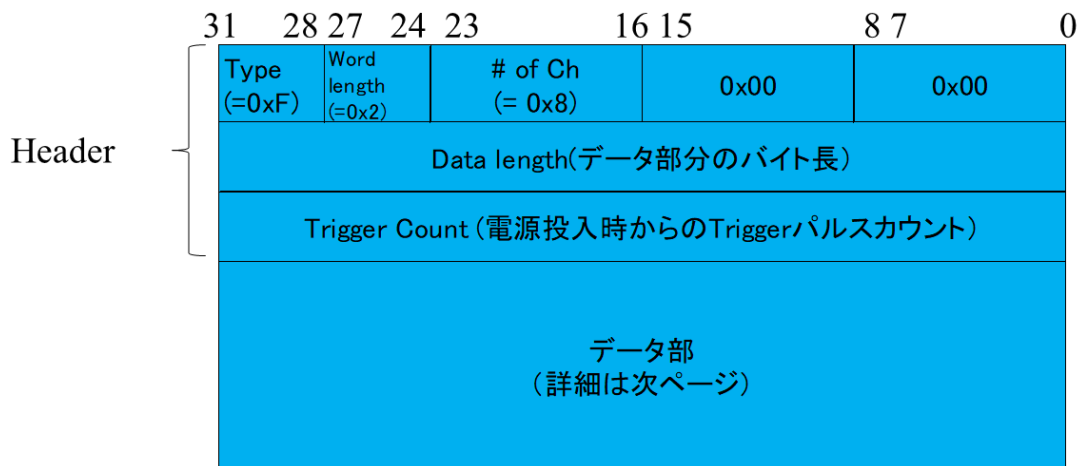 31 28 27 24 23 16 15 8 7 0
Type
(=0xF)
Word
length
(=0x2)
# of Ch
(= 0x8)
0x00
0x00
Header
Data length(データ部分のバイト長)
Trigger Count (電源投入時からのTriggerパルスカウント)
データ部
(詳細は次ページ)